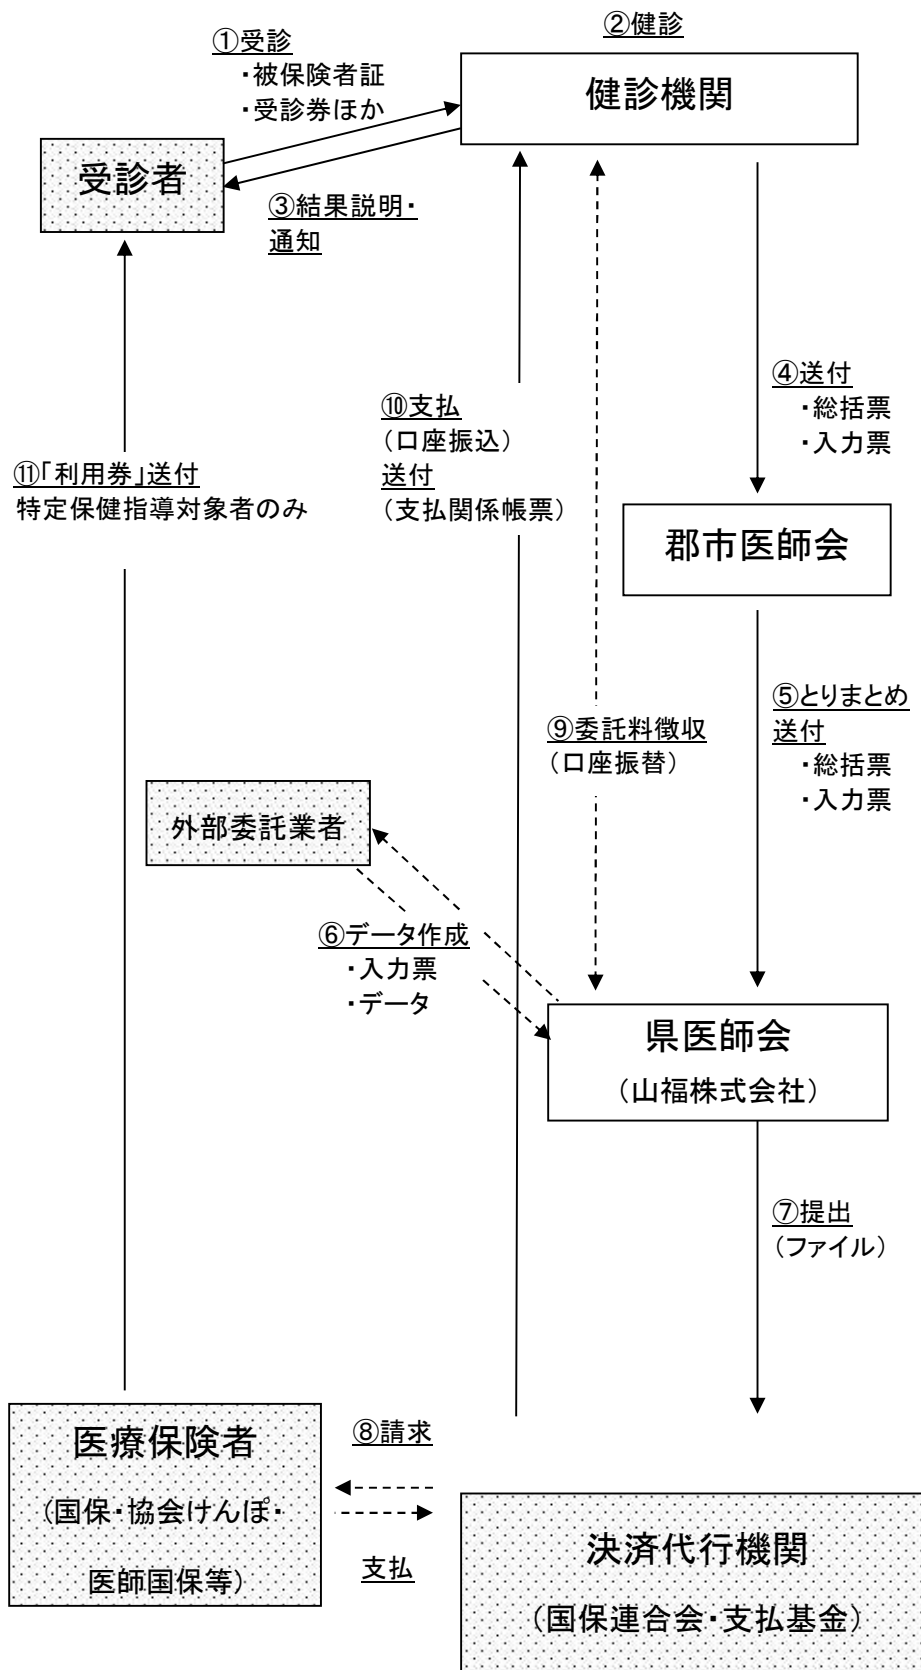 ②健診
①受診
・被保険者証
・受診券ほか
健診機関
受診者
③結果説明・
通知
④送付
・総括票
・入力票
⑩支払
（口座振込）
送付
（支払関係帳票）
⑪「利用券」送付
特定保健指導対象者のみ
郡市医師会
⑤とりまとめ
送付
・総括票
・入力票
⑨委託料徴収
（口座振替）
外部委託業者
⑥データ作成
・入力票
・データ
県医師会
（山福株式会社）
⑦提出
（ファイル）
医療保険者
（国保・協会けんぽ・
医師国保等）
⑧請求
支払
決済代行機関
（国保連合会・支払基金）